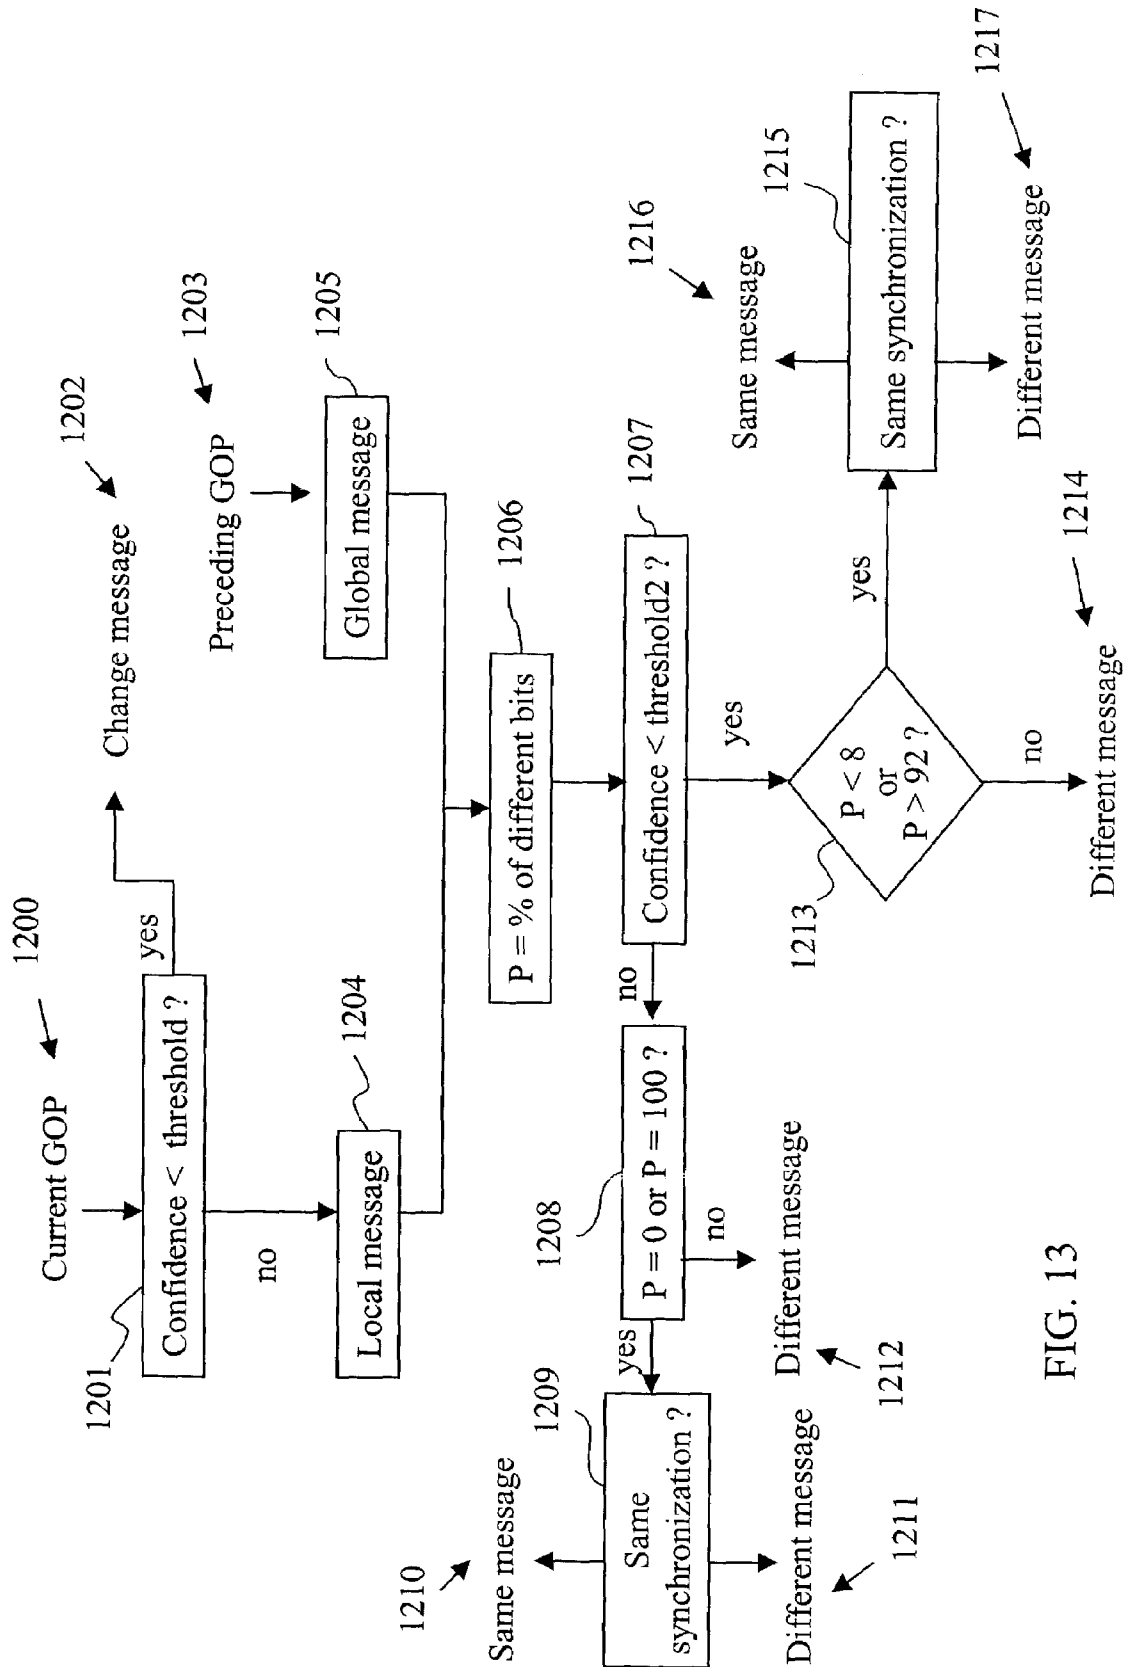 Current GOP
1200
1201
Confidence < threshold ?
yes
Change message
1202
no
Preceding GOP
1203
Local message
1204
Global message
1205
P = % of different bits
1206
Confidence < threshold2 ?
1207
no
yes
1208
P = 0 or P = 100 ?
yes
no
1209
Same
synchronization ?
Same message
1210
Different message
1211
Different message
1212
1213
P < 8
or
P > 92 ?
yes
no
Different message
1214
Same synchronization ?
1215
Same message
1216
Different message
1217
FIG. 13